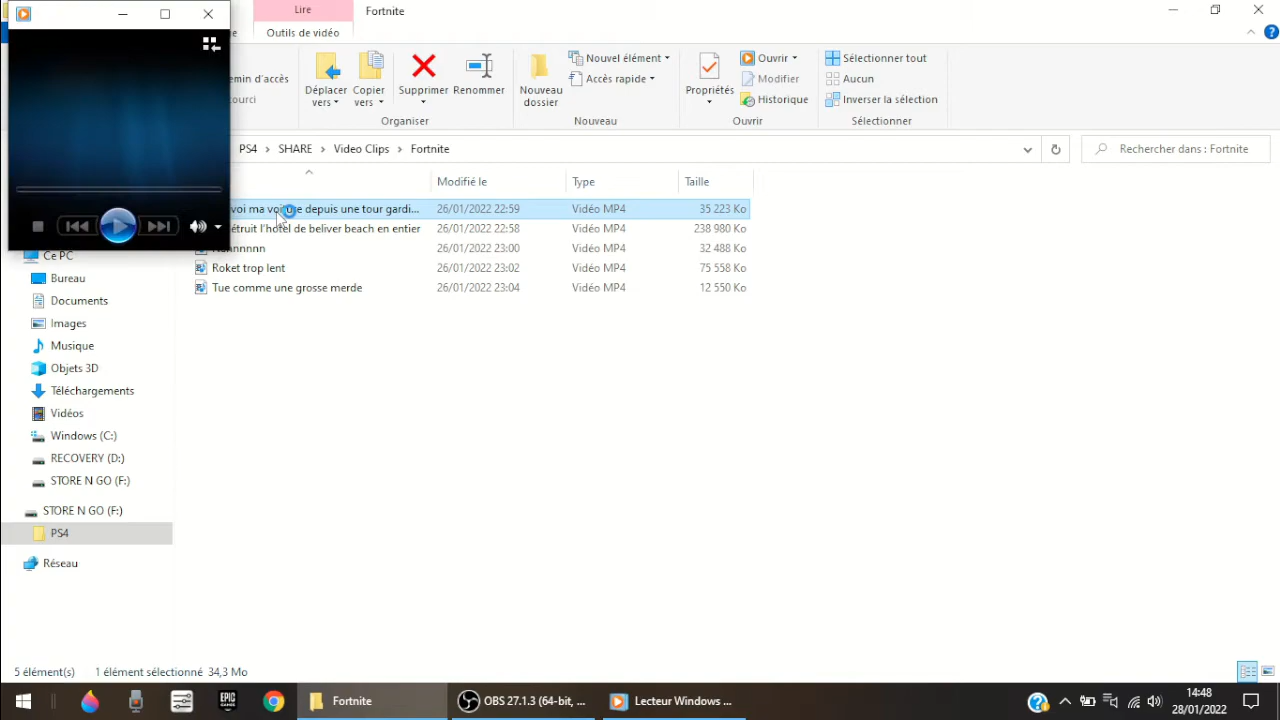 Lire
Fortnite
Outils de vidéo
emin d'accès
ourci
Déplacer vers
Copier vers
Supprimer
Renommer
Organiser
Nouveau dossier
Nouvel élément
Accès rapide
Nouveau
Propriétés
Ouvrir
Modifier
Historique
Ouvrir
Sélectionner tout
Aucun
Inverser la sélection
Sélectionner
PS4 > SHARE > Video Clips > Fortnite
Rechercher dans : Fortnite
Modifié le
Type
Taille
voi ma voiture depuis une tour gardi... 26/01/2022 22:59 Vidéo MP4 35 223 Ko
étruit l'hotel de beliver beach en entier 26/01/2022 22:58 Vidéo MP4 238 980 Ko
26/01/2022 23:00 Vidéo MP4 32 488 Ko
Roket trop lent 26/01/2022 23:02 Vidéo MP4 75 558 Ko
Tue comme une grosse merde 26/01/2022 23:04 Vidéo MP4 12 550 Ko
Ce PC
Bureau
Documents
Images
Musique
Objets 3D
Téléchargements
Vidéos
Windows (C:)
RECOVERY (D:)
STORE N GO (F:)
STORE N GO (F:)
PS4
Réseau
5 élément(s) 1 élément sélectionné 34,3 Mo
EPIC GAMES
Fortnite
OBS 27.1.3 (64-bit, ...
Lecteur Windows ...
14:48
28/01/2022